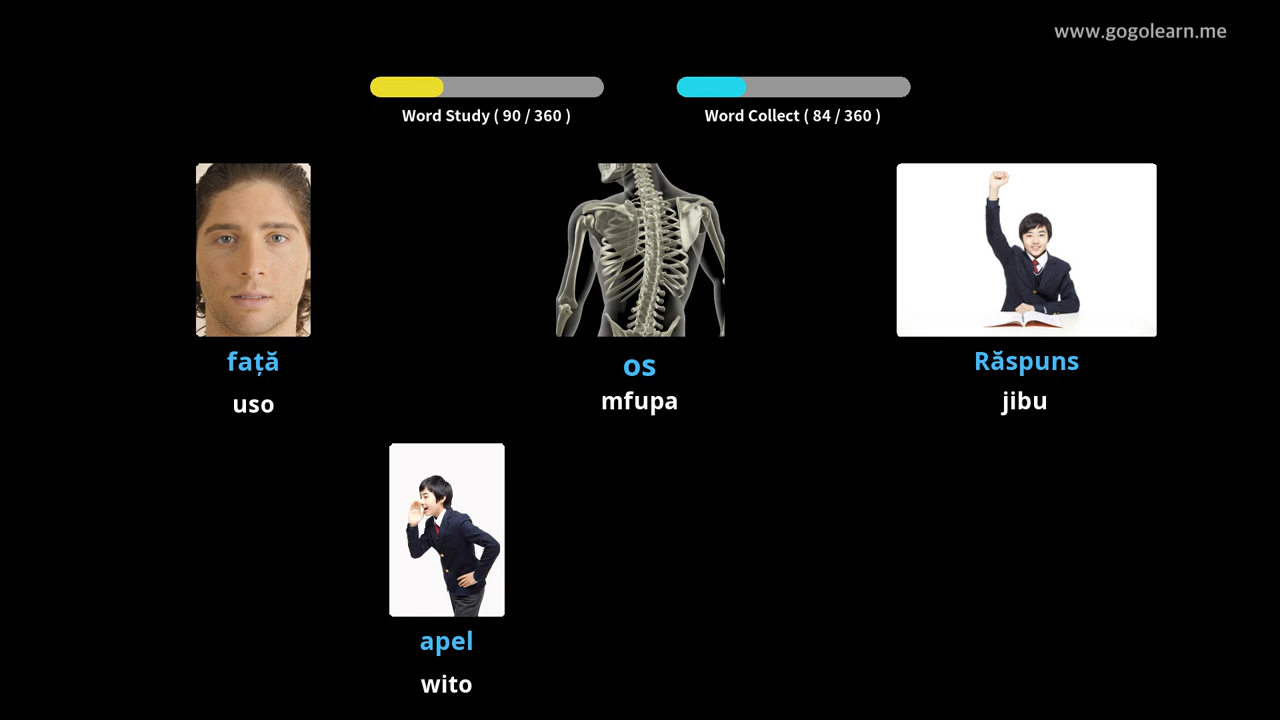 www.gogolearn.me
Word Study ( 90 / 360 )
Word Collect ( 84 / 360 )
față
uso
os
mfupa
Răspuns
jibu
apel
wito